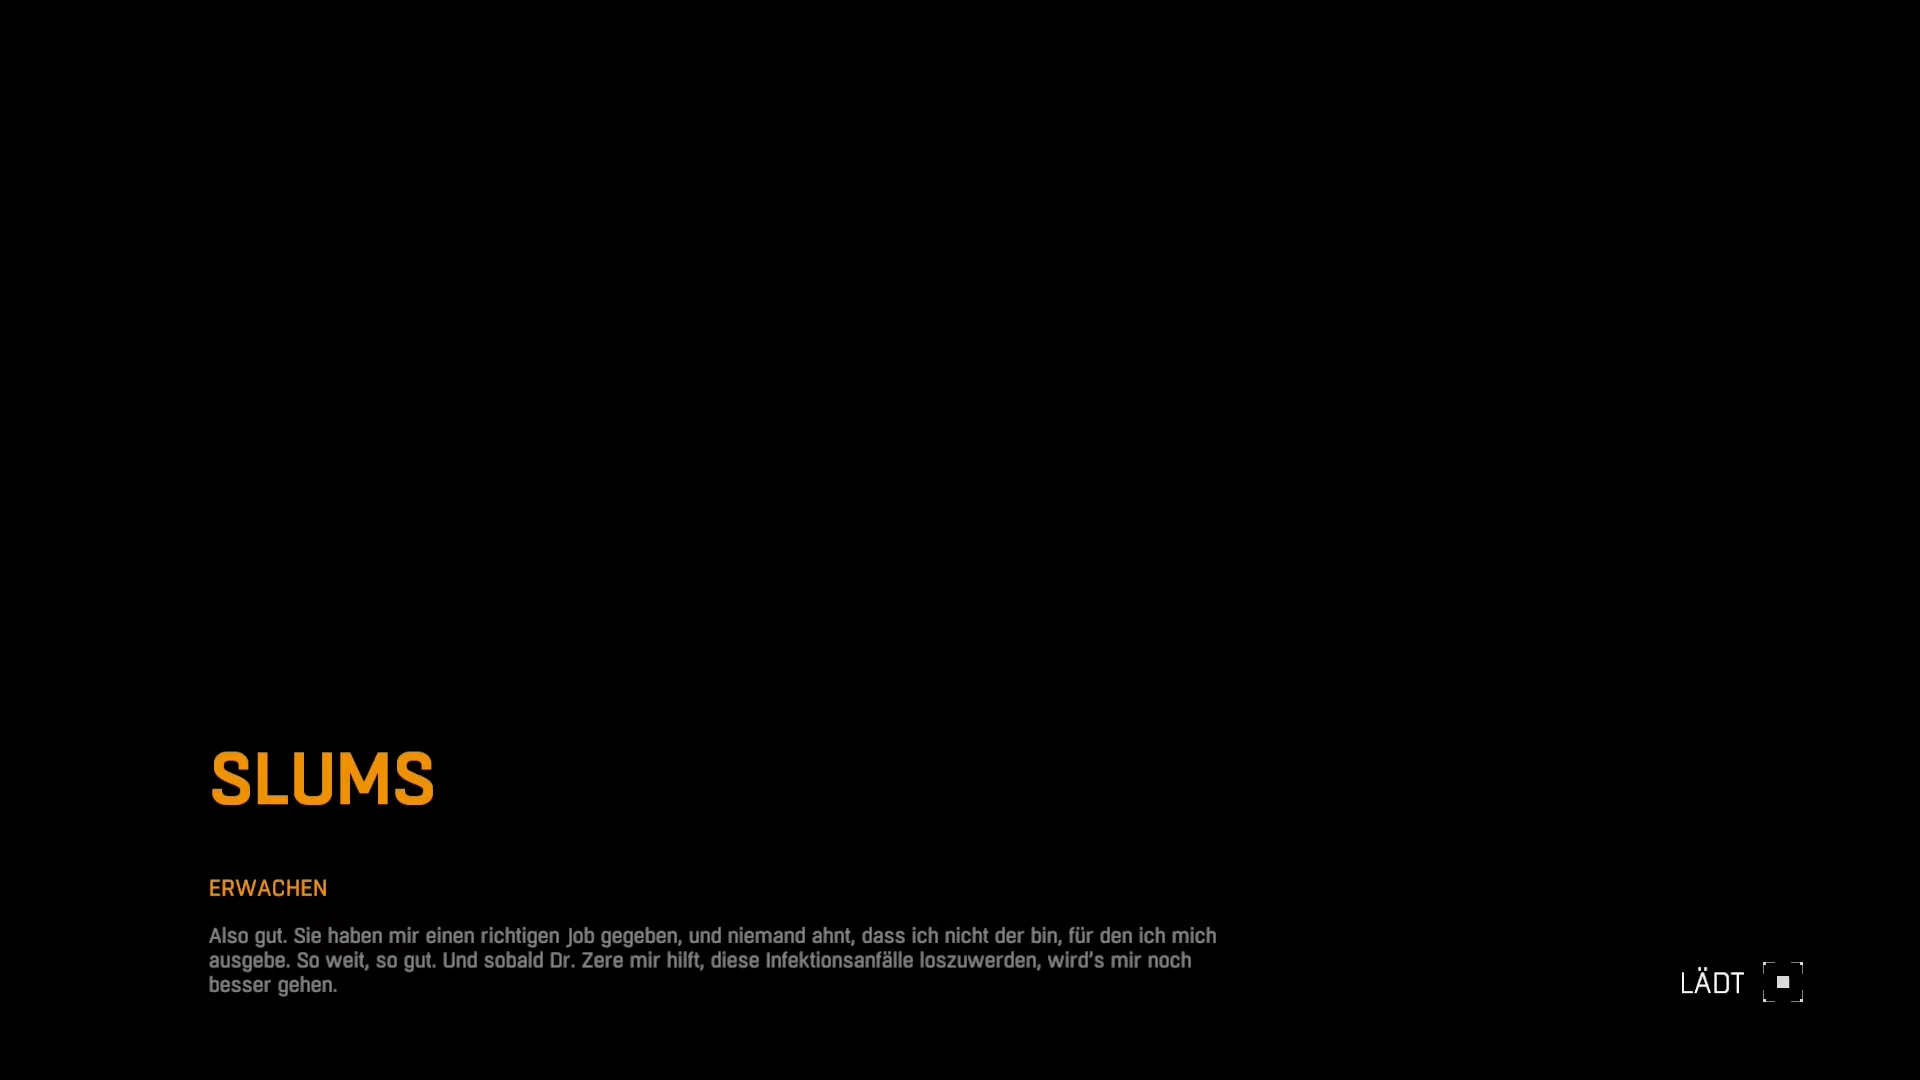 SLUMS
ERWACHEN
Also gut. Sie haben mir einen richtigen Job gegeben, und niemand ahnt, dass ich nicht der bin, für den ich mich
ausgebe. So weit, so gut. Und sobald Dr. Zere mir hilft, diese Infektionsanfälle loszuwerden, wird's mir noch
besser gehen.
LÄDT